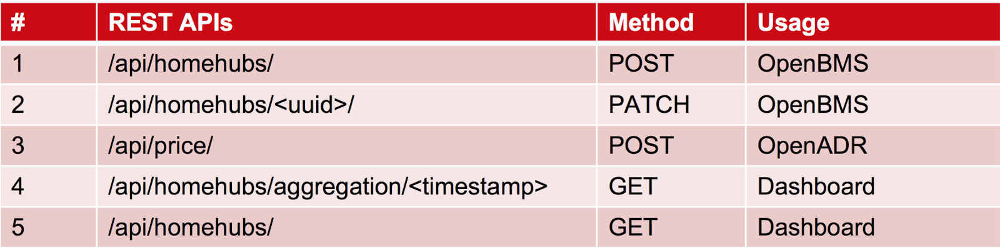 # REST APIs Method Usage
1 /api/homehubs/ POST OpenBMS
2 /api/homehubs/<uuid>/ PATCH OpenBMS
3 /api/price/ POST OpenADR
4 /api/homehubs/aggregation/<timestamp> GET Dashboard
5 /api/homehubs/ GET Dashboard